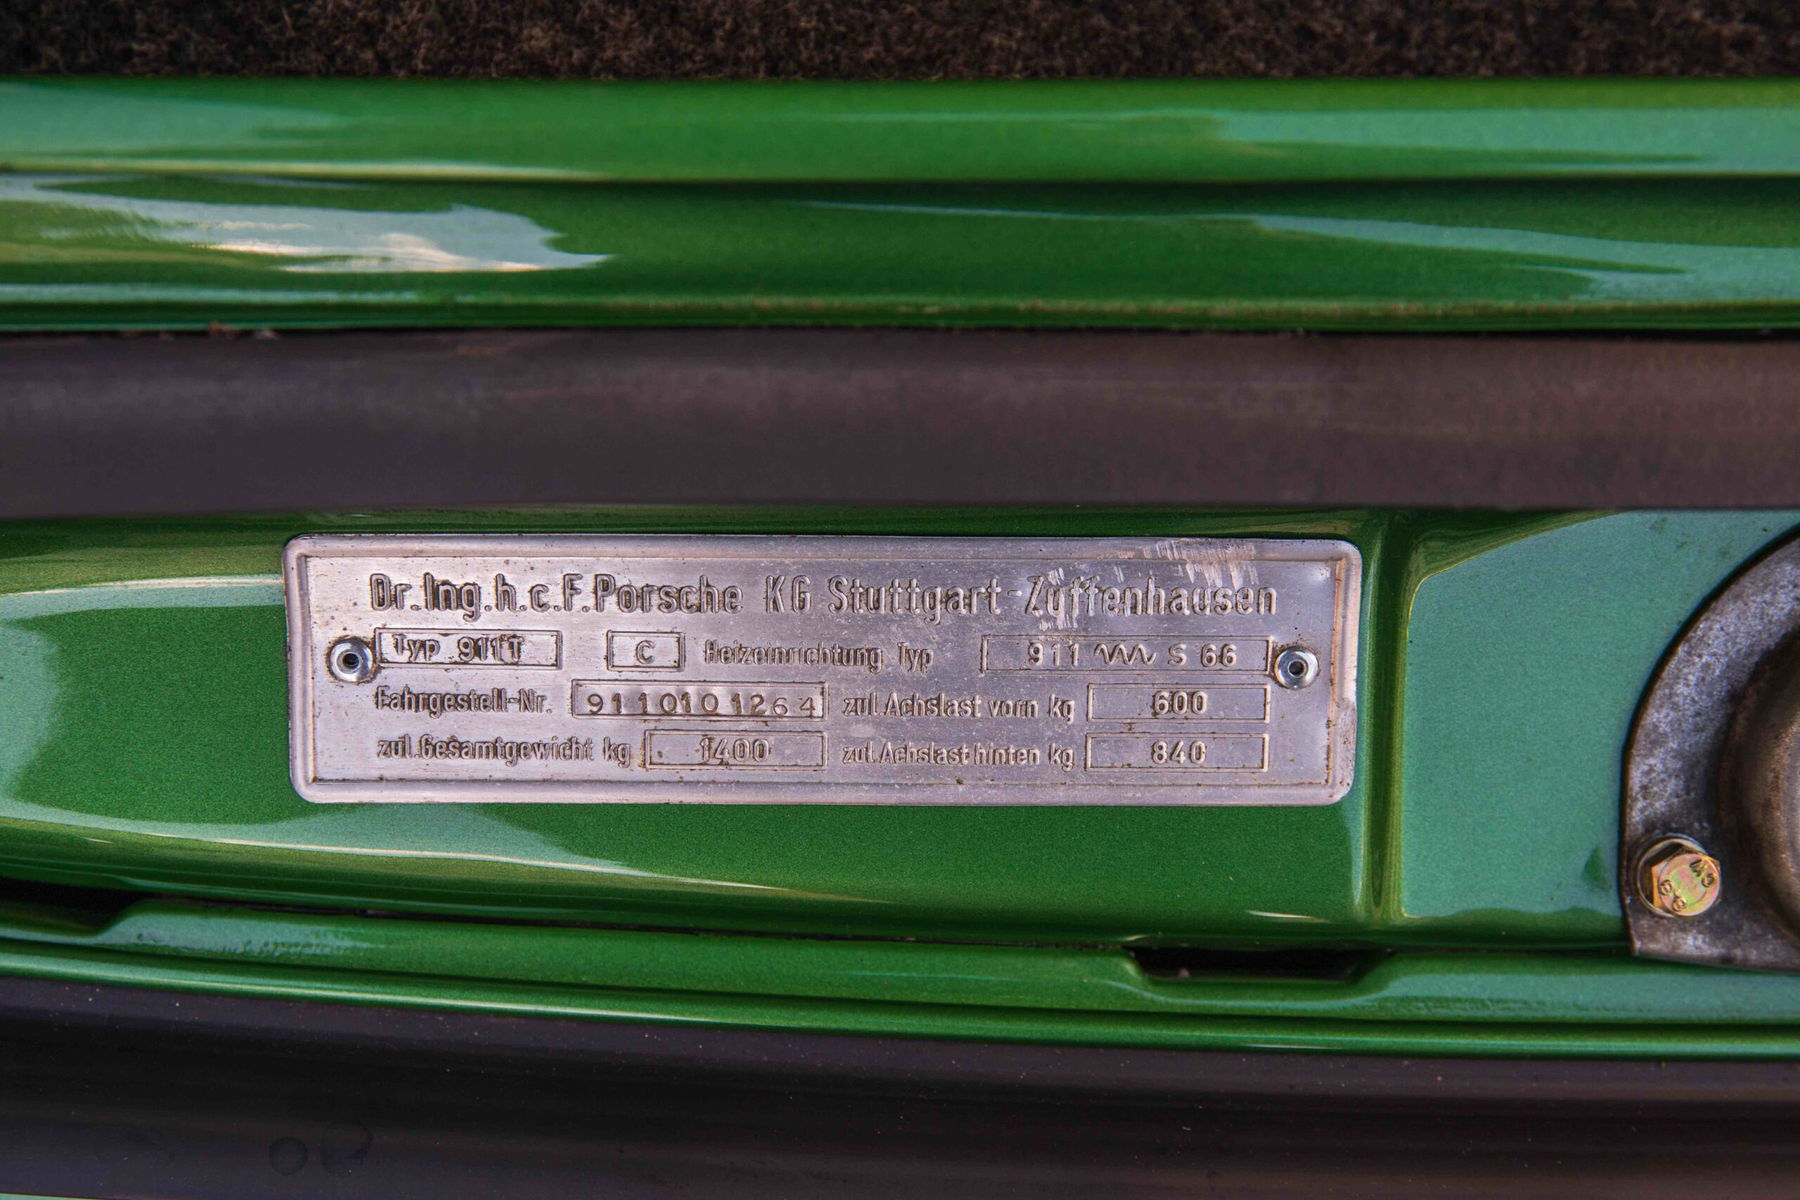 Dr.Ing.h.c.F.Porsche KG Stuttgart-Zuffenhausen
Typ 911T C Heizeinrichtung Typ 911 S 66
Fahrgestell-Nr. 9110101264 zul.Achslast vorn kg 600
zul.Gesamtgewicht kg 1400 zul.Achslast hinten kg 840